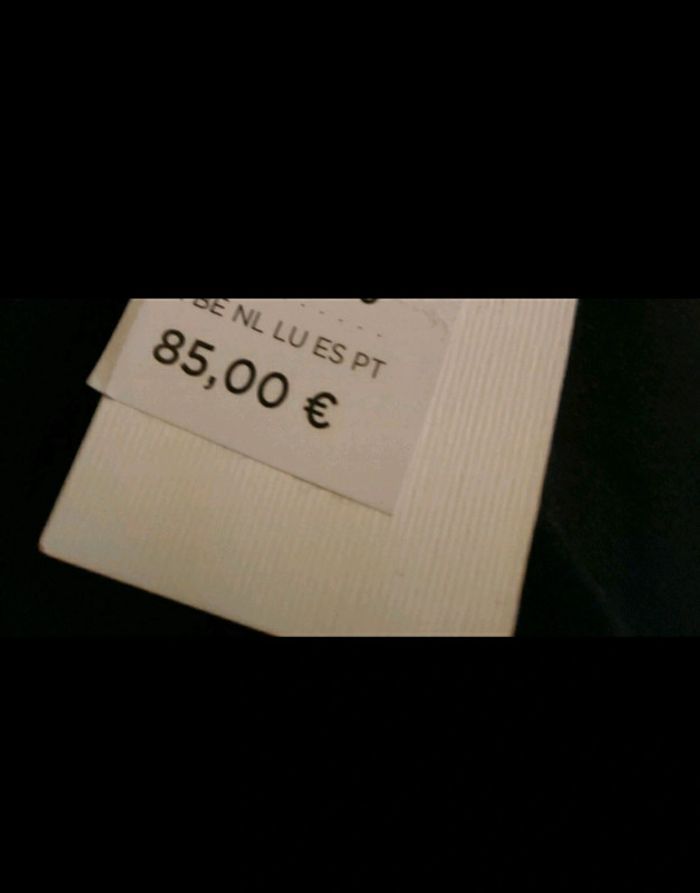 BE NL LU ES PT
85,00 €